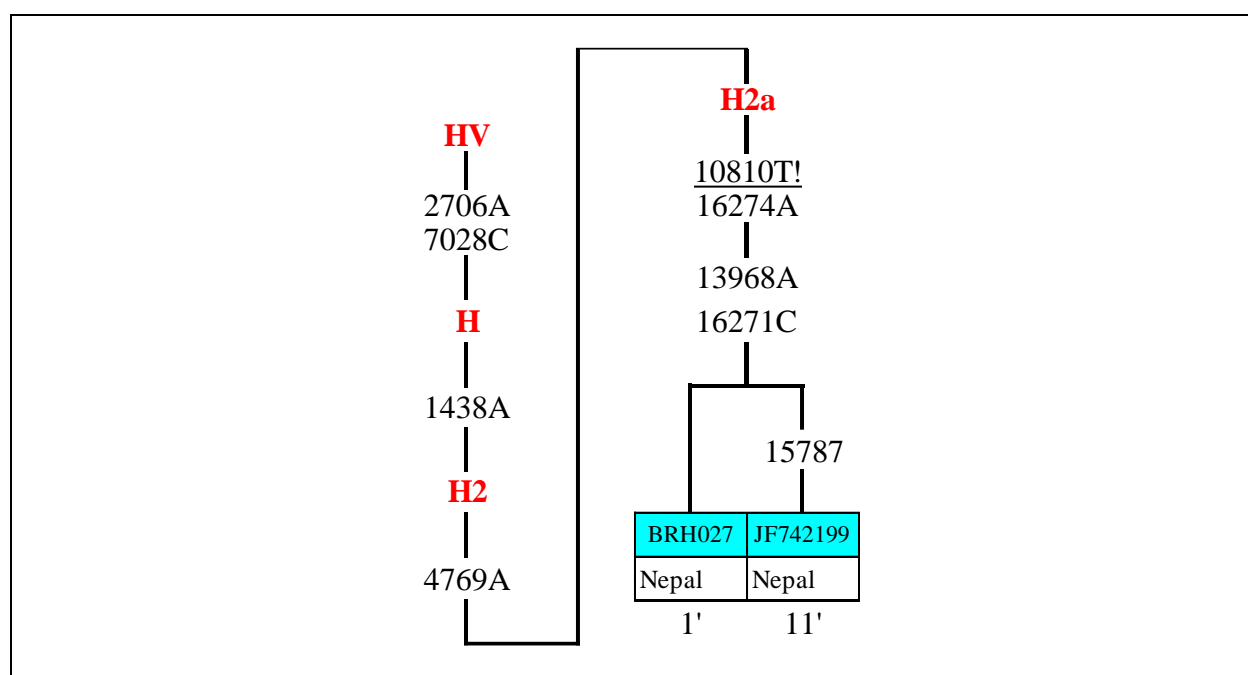 HV
2706A
7028C
H
1438A
H2
4769A
H2a
10810T!
16274A
13968A
16271C
15787
BRH027 JF742199
Nepal Nepal
1' 11'